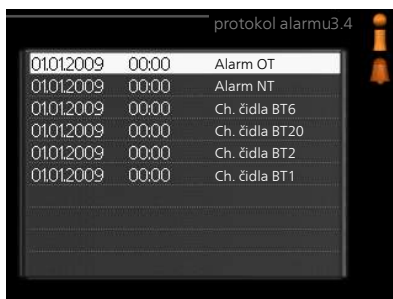 protokol alarmu3.4
01.01.2009 00:00 Alarm OT
01.01.2009 00:00 Alarm NT
01.01.2009 00:00 Ch. čidla BT6
01.01.2009 00:00 Ch. čidla BT20
01.01.2009 00:00 Ch. čidla BT2
01.01.2009 00:00 Ch. čidla BT1